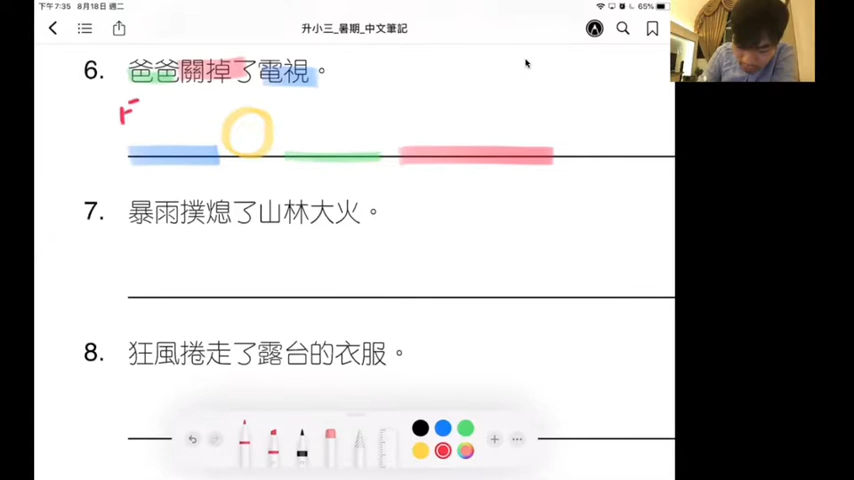 下午7:35 8月18日 週二
65%
升小三_暑期_中文筆記
6. 爸爸關掉了電視。
7. 暴雨撲熄了山林大火。
8. 狂風捲走了露台的衣服。